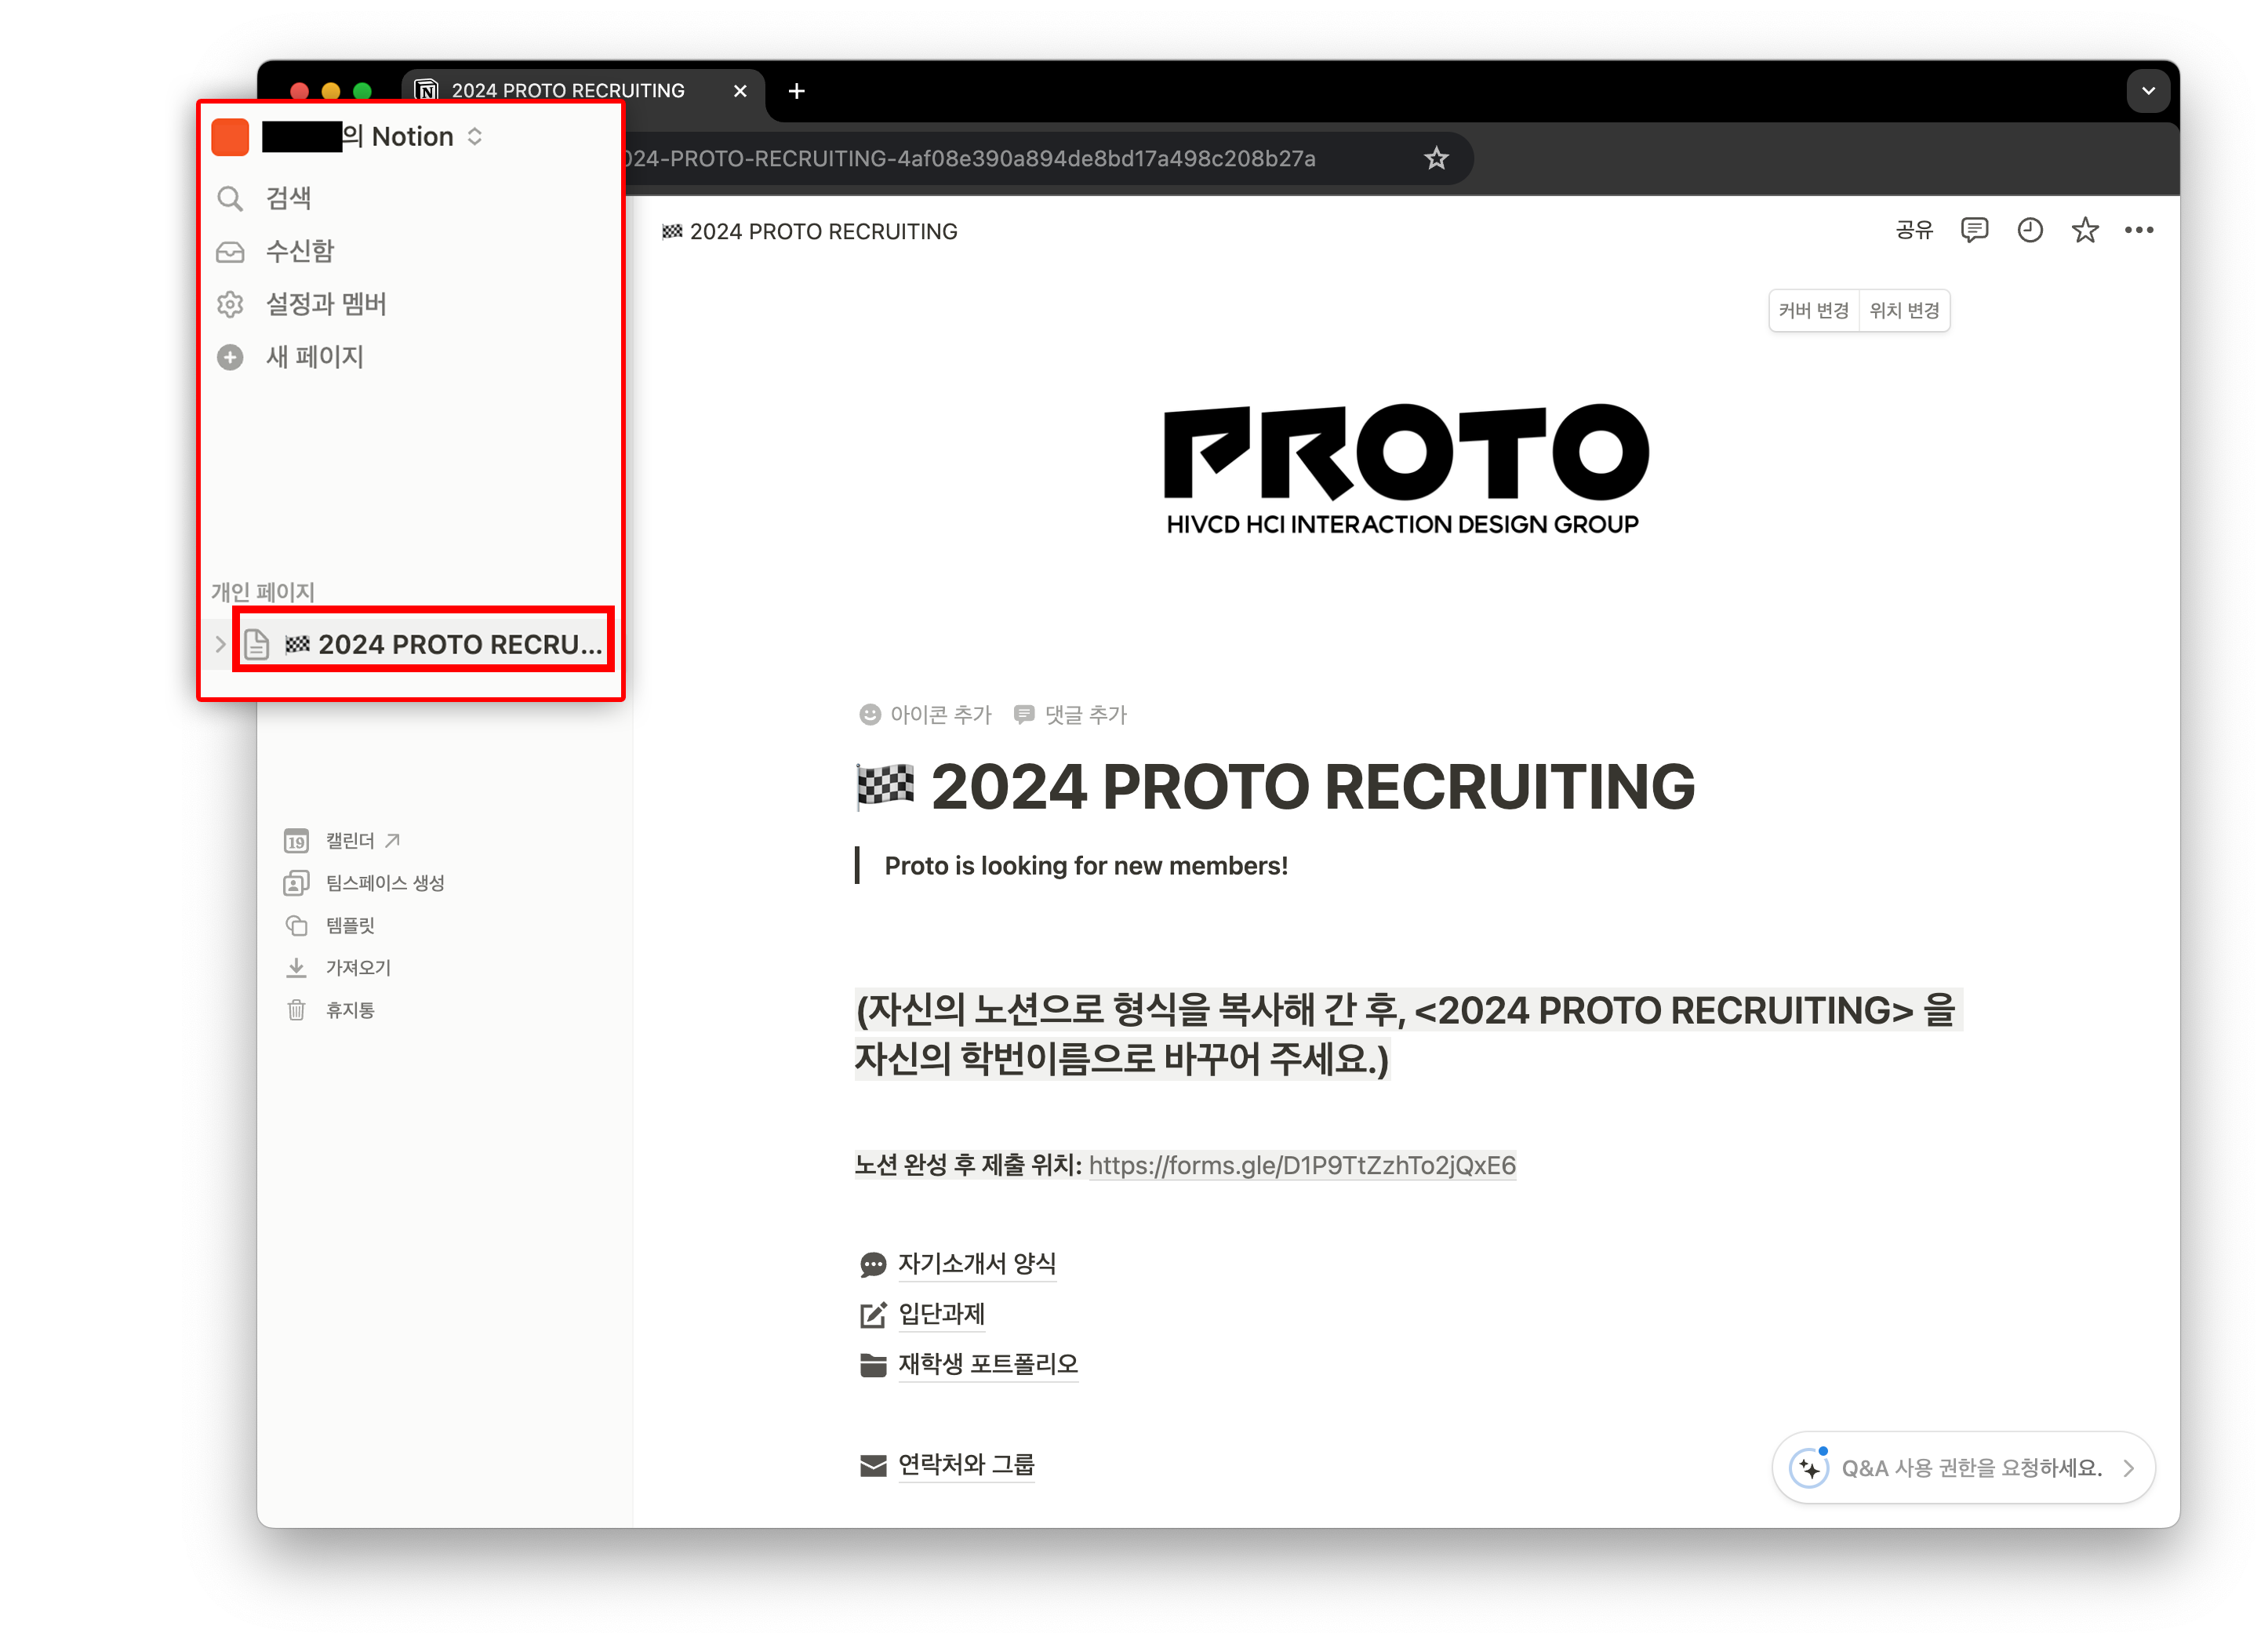 2024 PROTO RECRUITING
024-PROTO-RECRUITING-4af08e390a894de8bd17a498c208b27a
의 Notion
검색
수신함
설정과 멤버
새 페이지
개인 페이지
2024 PROTO RECRU...
캘린더
팀스페이스 생성
템플릿
가져오기
휴지통
2024 PROTO RECRUITING
공유
커버 변경 위치 변경
PROTO
HIVCD HCI INTERACTION DESIGN GROUP
아이콘 추가 댓글 추가
2024 PROTO RECRUITING
Proto is looking for new members!
(자신의 노션으로 형식을 복사해 간 후, <2024 PROTO RECRUITING> 을
자신의 학번이름으로 바꾸어 주세요.)
노션 완성 후 제출 위치: https://forms.gle/D1P9TtZzhTo2jQxE6
자기소개서 양식
입단과제
재학생 포트폴리오
연락처와 그룹
Q&A 사용 권한을 요청하세요.